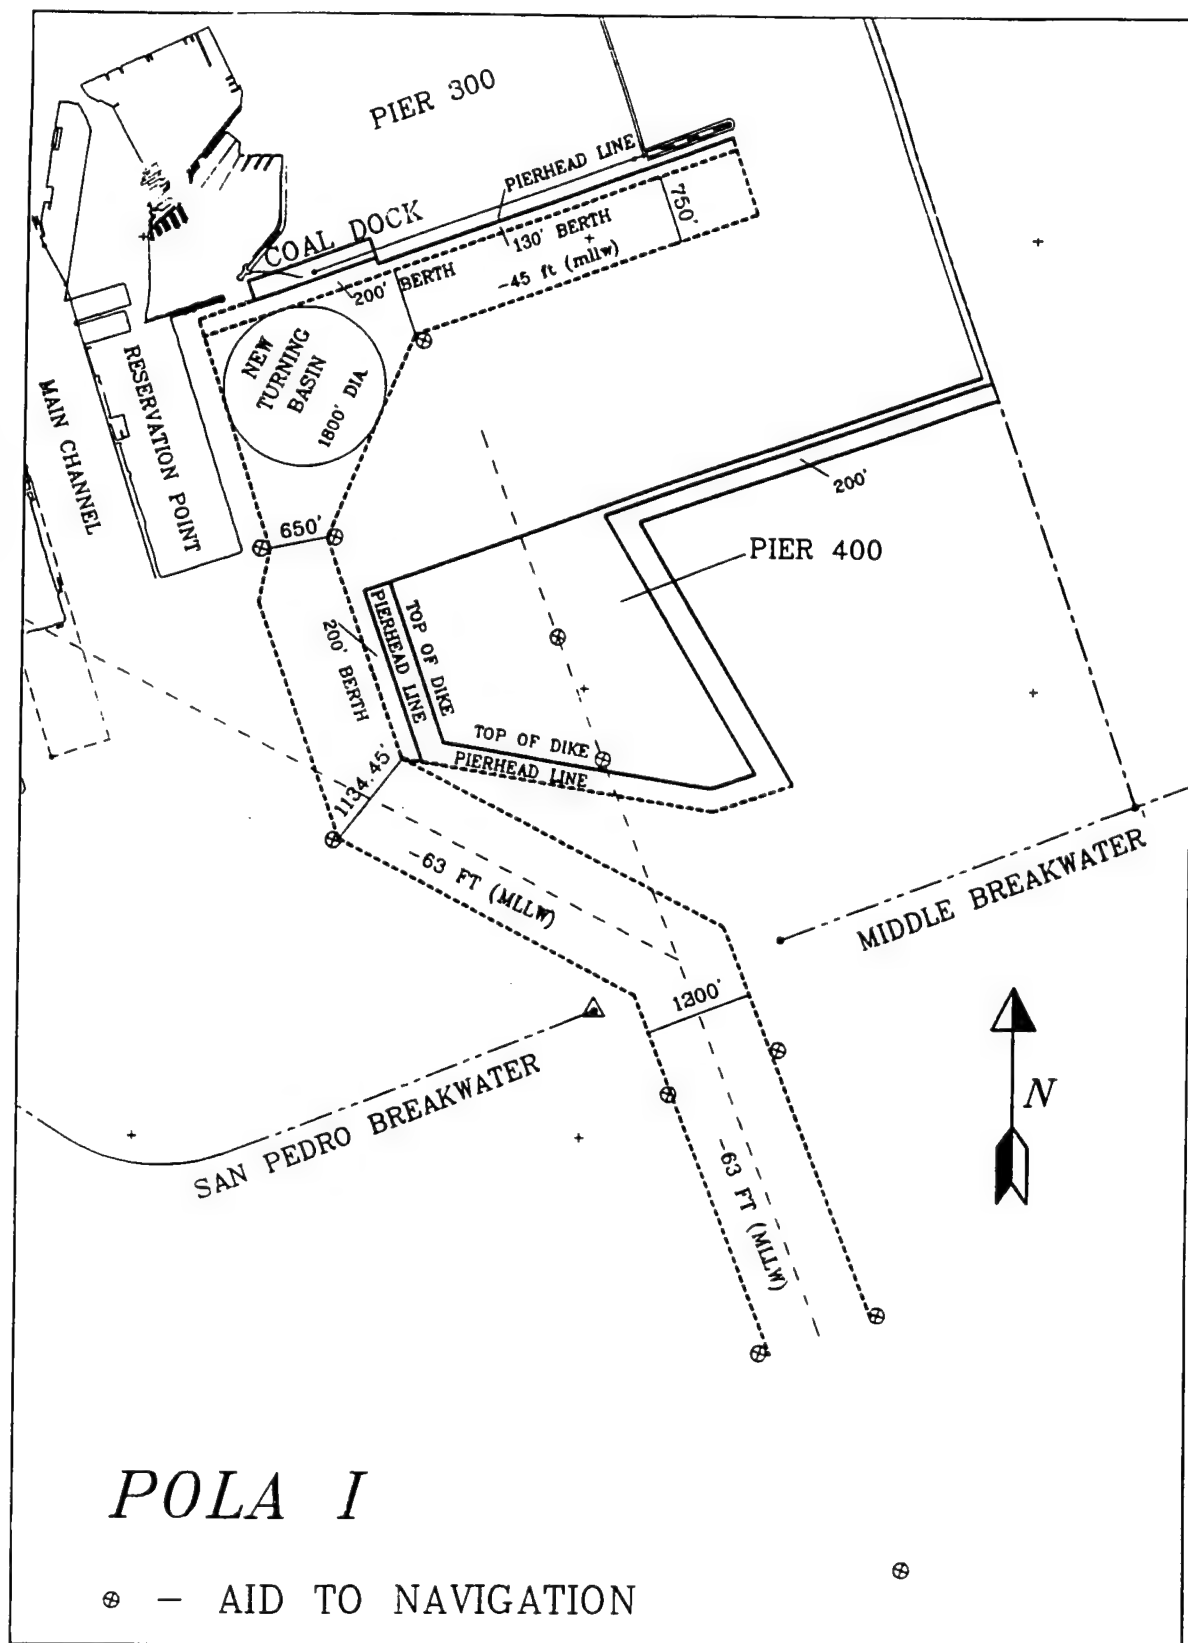 PIER 300
PIERHEAD LINE
750'
COAL DOCK
130' BERTH
-45 ft (mllw)
200' BERTH
NEW
TURNING
BASIN
1800' DIA.
MAIN CHANNEL
RESERVATION POINT
200'
650'
PIER 400
PIERHEAD LINE
TOP OF DIKE
200' BERTH
TOP OF DIKE
PIERHEAD LINE
1134.45'
-63 FT (MLLW)
MIDDLE BREAKWATER
1200'
N
SAN PEDRO BREAKWATER
-63 FT (MLLW)
POLA I
⊗ - AID TO NAVIGATION